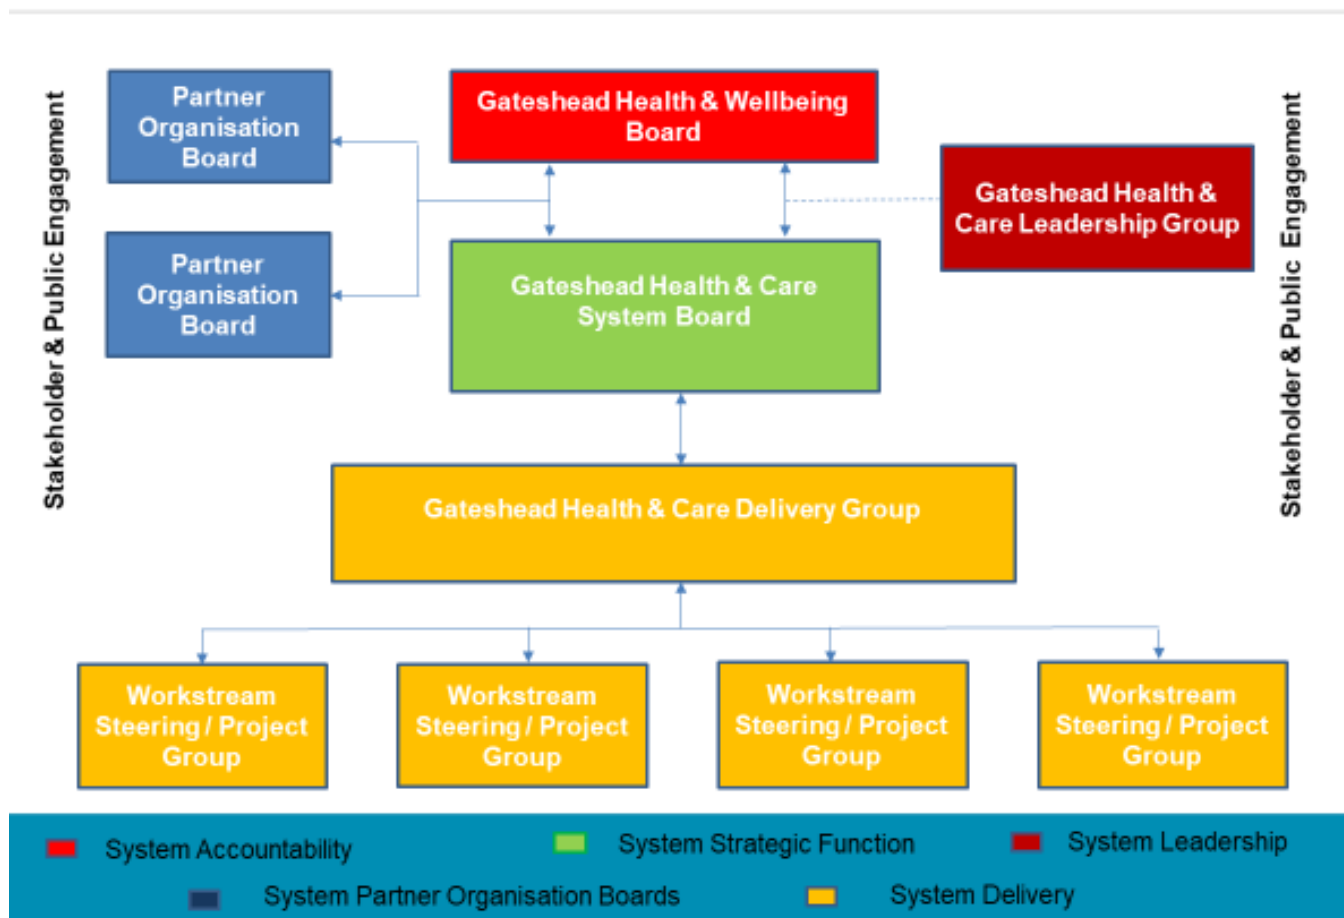 Stakeholder & Public Engagement
Partner
Organisation
Board
Gateshead Health & Wellbeing
Board
Gateshead Health &
Care Leadership Group
Stakeholder & Public Engagement
Partner
Organisation
Board
Gateshead Health & Care
System Board
Gateshead Health & Care Delivery Group
Workstream
Steering / Project
Group
Workstream
Steering / Project
Group
Workstream
Steering / Project
Group
Workstream
Steering / Project
Group
System Accountability
System Strategic Function
System Leadership
System Partner Organisation Boards
System Delivery